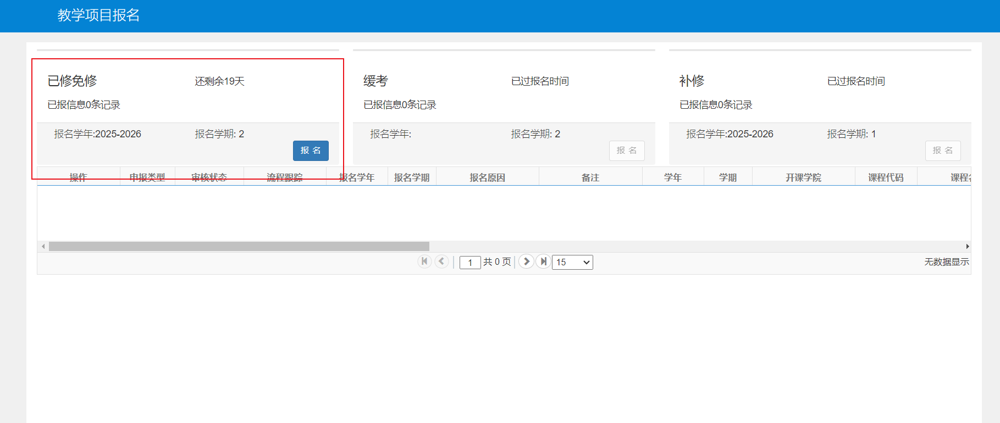 教学项目报名
已修免修 还剩余19天
已报信息0条记录
报名学年:2025-2026 报名学期: 2
报 名
缓考 已过报名时间
已报信息0条记录
报名学年: 报名学期: 2
报 名
补修 已过报名时间
已报信息0条记录
报名学年:2025-2026 报名学期: 1
报 名
操作 申报类型 审核状态 流程跟踪 报名学年 报名学期 报名原因 备注 学年 学期 开课学院 课程代码 课程
1 共 0 页 15 无数据显示